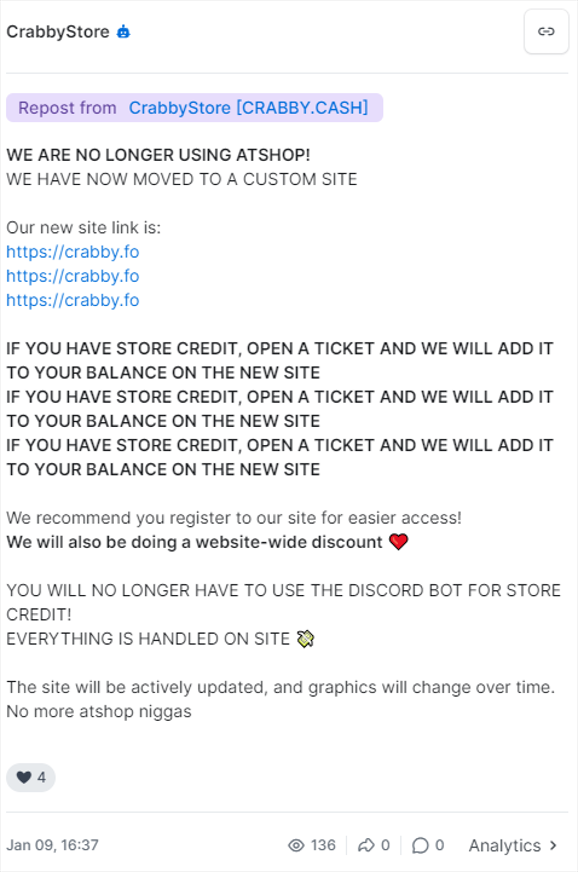 CrabbyStore
Repost from CrabbyStore [CRABBY.CASH]
WE ARE NO LONGER USING ATSHOP!
WE HAVE NOW MOVED TO A CUSTOM SITE
Our new site link is:
https://crabby.fo
https://crabby.fo
https://crabby.fo
IF YOU HAVE STORE CREDIT, OPEN A TICKET AND WE WILL ADD IT
TO YOUR BALANCE ON THE NEW SITE
IF YOU HAVE STORE CREDIT, OPEN A TICKET AND WE WILL ADD IT
TO YOUR BALANCE ON THE NEW SITE
IF YOU HAVE STORE CREDIT, OPEN A TICKET AND WE WILL ADD IT
TO YOUR BALANCE ON THE NEW SITE
We recommend you register to our site for easier access!
We will also be doing a website-wide discount ❤️
YOU WILL NO LONGER HAVE TO USE THE DISCORD BOT FOR STORE
CREDIT!
EVERYTHING IS HANDLED ON SITE 💸
The site will be actively updated, and graphics will change over time.
No more atshop niggas
🖤 4
Jan 09, 16:37 136 0 0 Analytics >